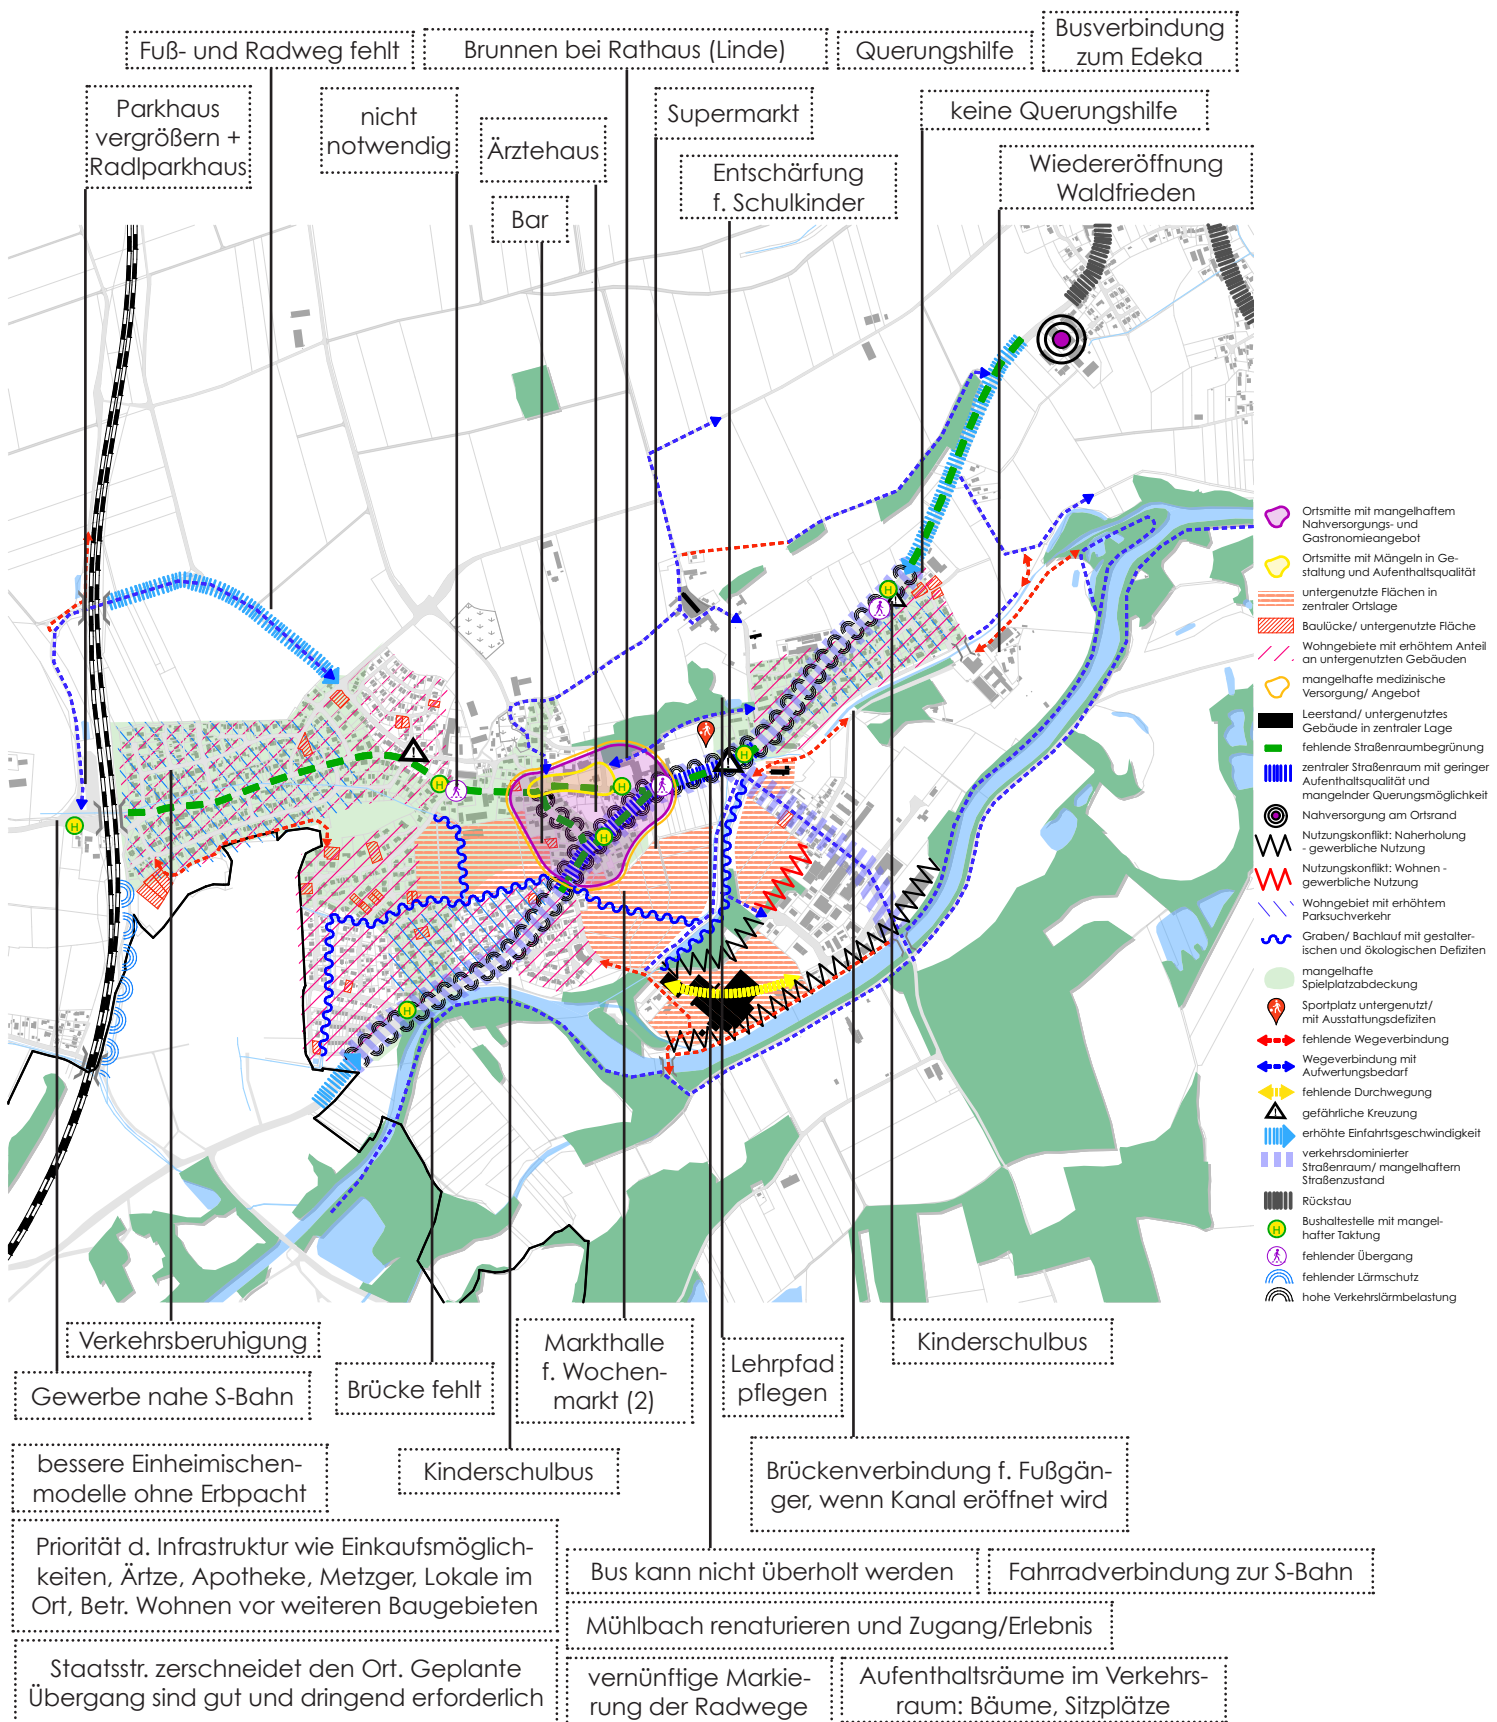 Fuß- und Radweg fehlt
Brunnen bei Rathaus (Linde)
Querungshilfe
Busverbindung
zum Edeka
Parkhaus
vergrößern +
Radlparkhaus
nicht
notwendig
Ärztehaus
Bar
Supermarkt
Entschärfung
f. Schulkinder
keine Querungshilfe
Wiedereröffnung
Waldfrieden
H
H
H
H
H
H
H
Ortsmitte mit mangelhaftem
Nahversorgungs- und
Gastronomieangebot
Ortsmitte mit Mängeln in Ge-
staltung und Aufenthaltsqualität
untergenutzte Flächen in
zentraler Ortslage
Baulücke/ untergenutzte Fläche
Wohngebiete mit erhöhtem Anteil
an untergenutzten Gebäuden
mangelhafte medizinische
Versorgung/ Angebot
Leerstand/ untergenutztes
Gebäude in zentraler Lage
fehlende Straßenraumbegrünung
zentraler Straßenraum mit geringer
Aufenthaltsqualität und
mangelnder Querungsmöglichkeit
Nahversorgung am Ortsrand
Nutzungskonflikt: Naherholung
- gewerbliche Nutzung
Nutzungskonflikt: Wohnen -
gewerbliche Nutzung
Wohngebiet mit erhöhtem
Parksuchverkehr
Graben/ Bachlauf mit gestalter-
ischen und ökologischen Defiziten
mangelhafte
Spielplatzabdeckung
Sportplatz untergenutzt/
mit Ausstattungsdefiziten
fehlende Wegeverbindung
Wegeverbindung mit
Aufwertungsbedarf
fehlende Durchwegung
gefährliche Kreuzung
erhöhte Einfahrtsgeschwindigkeit
verkehrsdominierter
Straßenraum/ mangelhaftern
Straßenzustand
Rückstau
H
Bushaltestelle mit mangel-
hafter Taktung
fehlender Übergang
fehlender Lärmschutz
hohe Verkehrslärmbelastung
Verkehrsberuhigung
Gewerbe nahe S-Bahn
Brücke fehlt
Markthalle
f. Wochen-
markt (2)
Lehrpfad
pflegen
Kinderschulbus
Kinderschulbus
Brückenverbindung f. Fußgän-
ger, wenn Kanal eröffnet wird
bessere Einheimischen-
modelle ohne Erbpacht
Priorität d. Infrastruktur wie Einkaufsmöglich-
keiten, Ärtze, Apotheke, Metzger, Lokale im
Ort, Betr. Wohnen vor weiteren Baugebieten
Bus kann nicht überholt werden
Fahrradverbindung zur S-Bahn
Mühlbach renaturieren und Zugang/Erlebnis
Staatsstr. zerschneidet den Ort. Geplante
Übergang sind gut und dringend erforderlich
vernünftige Markie-
rung der Radwege
Aufenthaltsräume im Verkehrs-
raum: Bäume, Sitzplätze